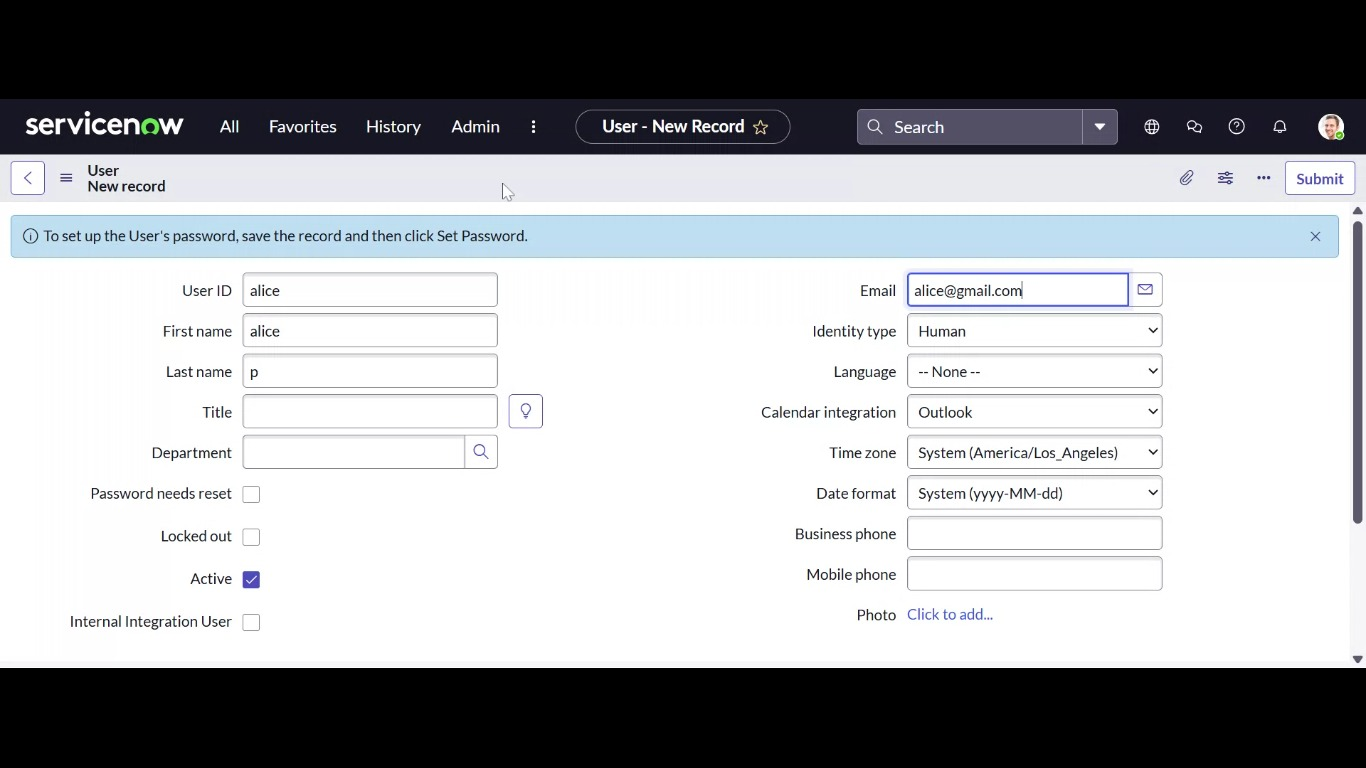 servicenow All Favorites History Admin User - New Record Search
User
New record
Submit
To set up the User's password, save the record and then click Set Password.
User ID alice
Email alice@gmail.com
First name alice
Identity type Human
Last name p
Language -- None --
Title
Calendar integration Outlook
Department
Time zone System (America/Los_Angeles)
Password needs reset
Date format System (yyyy-MM-dd)
Locked out
Business phone
Active
Mobile phone
Internal Integration User
Photo Click to add...